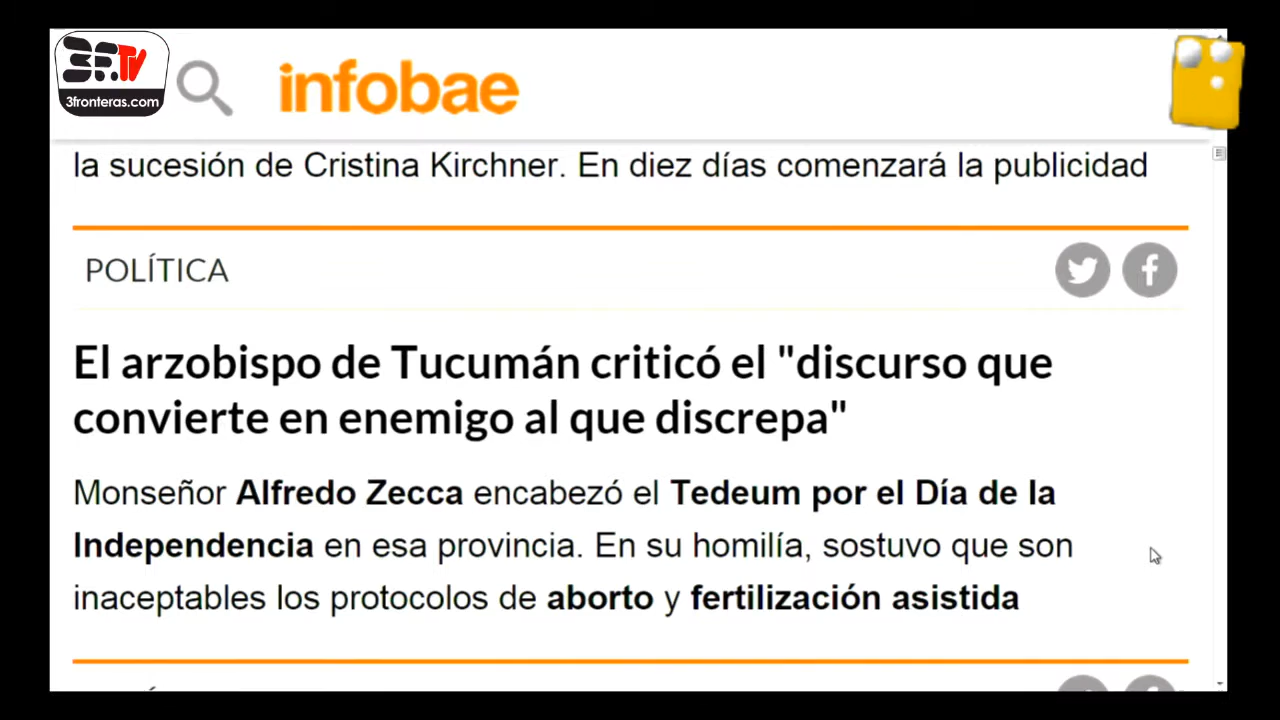 3F.TV
3fronteras.com
infobae
la sucesión de Cristina Kirchner. En diez días comenzará la publicidad
POLÍTICA
El arzobispo de Tucumán criticó el "discurso que
convierte en enemigo al que discrepa"
Monseñor Alfredo Zecca encabezó el Tedeum por el Día de la
Independencia en esa provincia. En su homilía, sostuvo que son
inaceptables los protocolos de aborto y fertilización asistida